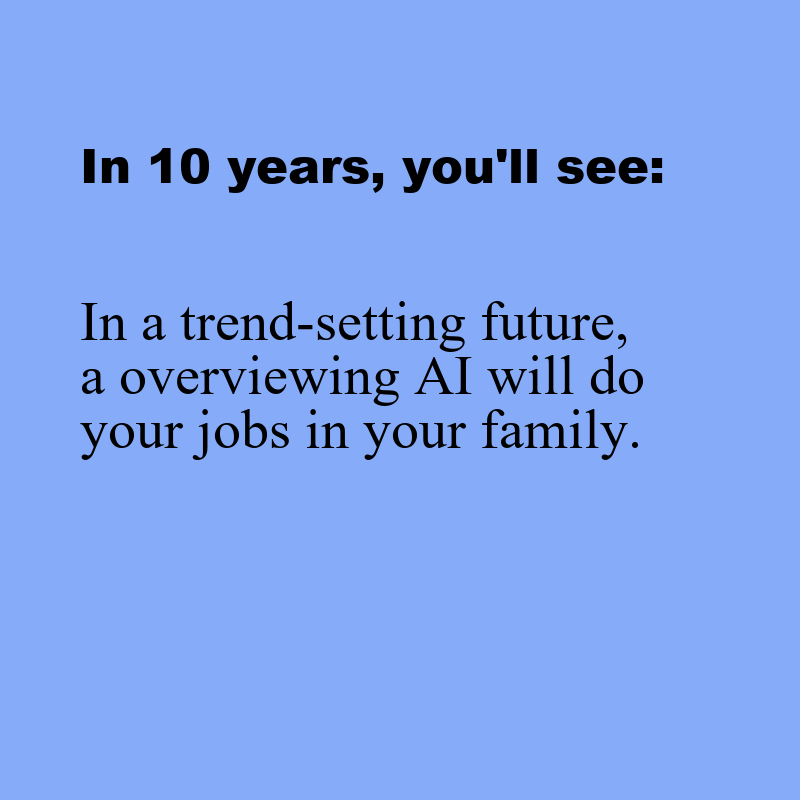 In 10 years, you'll see:
In a trend-setting future,
a overviewing AI will do
your jobs in your family.